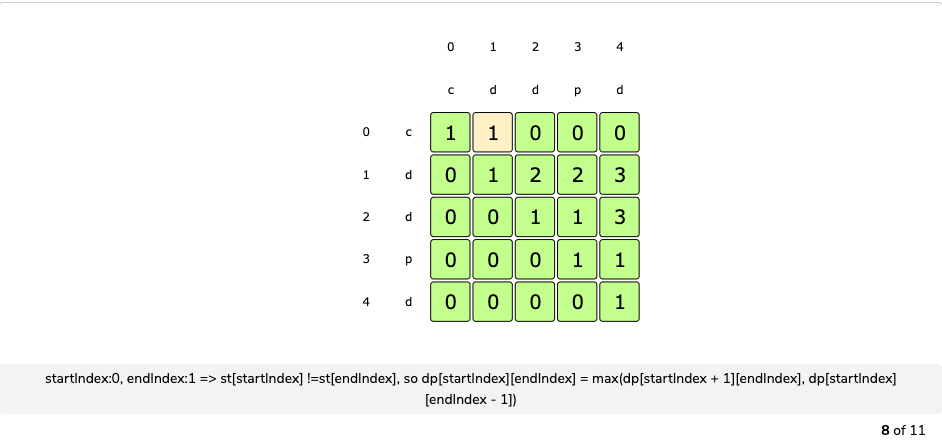 0 1 2 3 4
c d d p d
0 c 1 1 0 0 0
1 d 0 1 2 2 3
2 d 0 0 1 1 3
3 p 0 0 0 1 1
4 d 0 0 0 0 1
startIndex:0, endIndex:1 => st[startIndex] !=st[endIndex], so dp[startIndex][endIndex] = max(dp[startIndex + 1][endIndex], dp[startIndex]
[endIndex - 1])
8 of 11